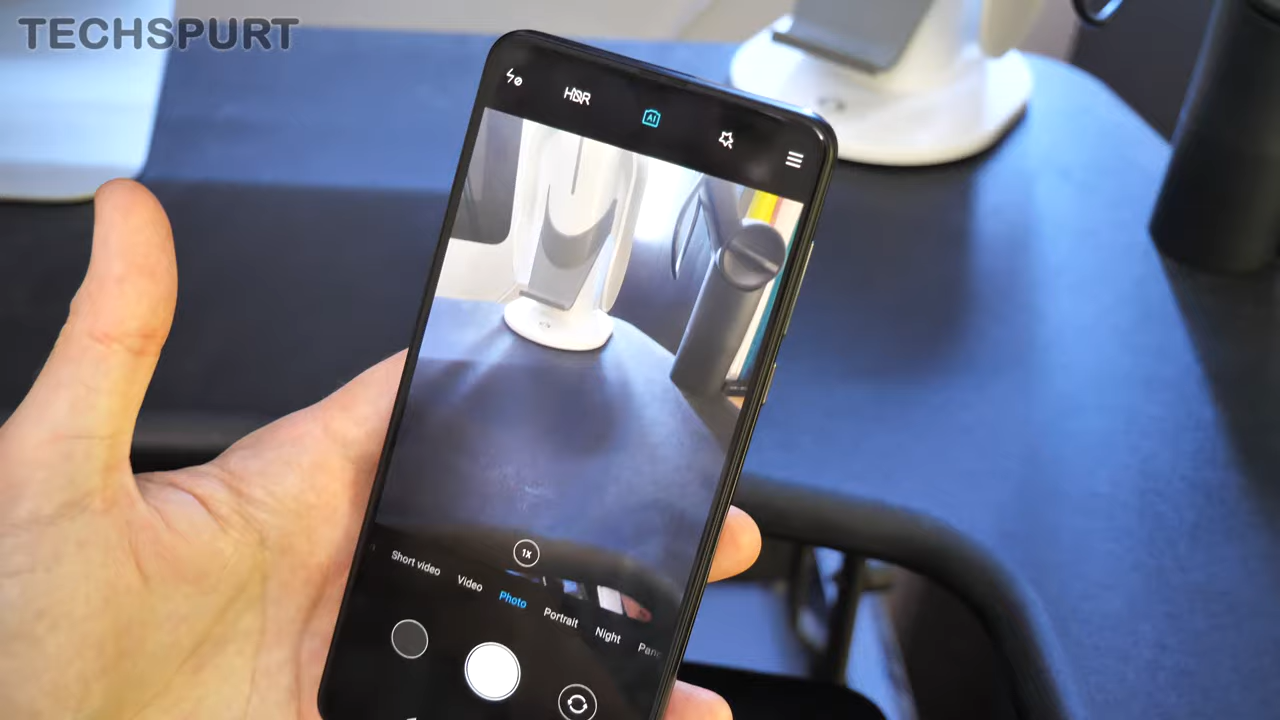 TECHSPURT
HDR
AI
1X
Short video
Video
Photo
Portrait
Night